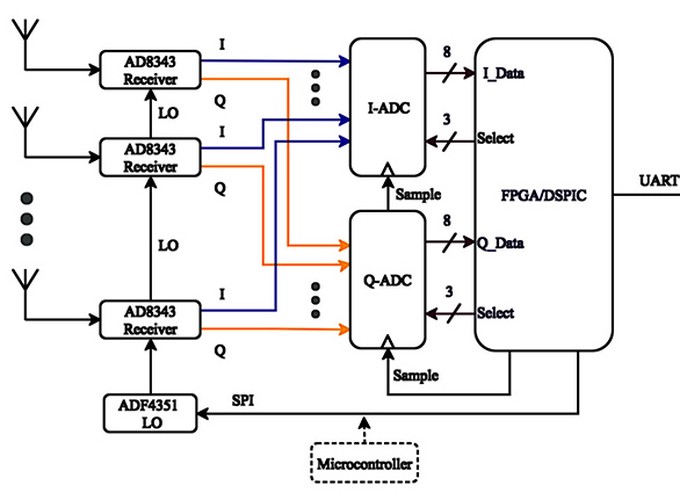 I
AD8343
Receiver
8
I_Data
Q
LO
I-ADC
I
3
Select
AD8343
Receiver
Q
Sample
FPGA/DSPIC
UART
8
Q_Data
LO
Q-ADC
I
3
Select
AD8343
Receiver
Q
Sample
ADF4351
LO
SPI
Microcontroller